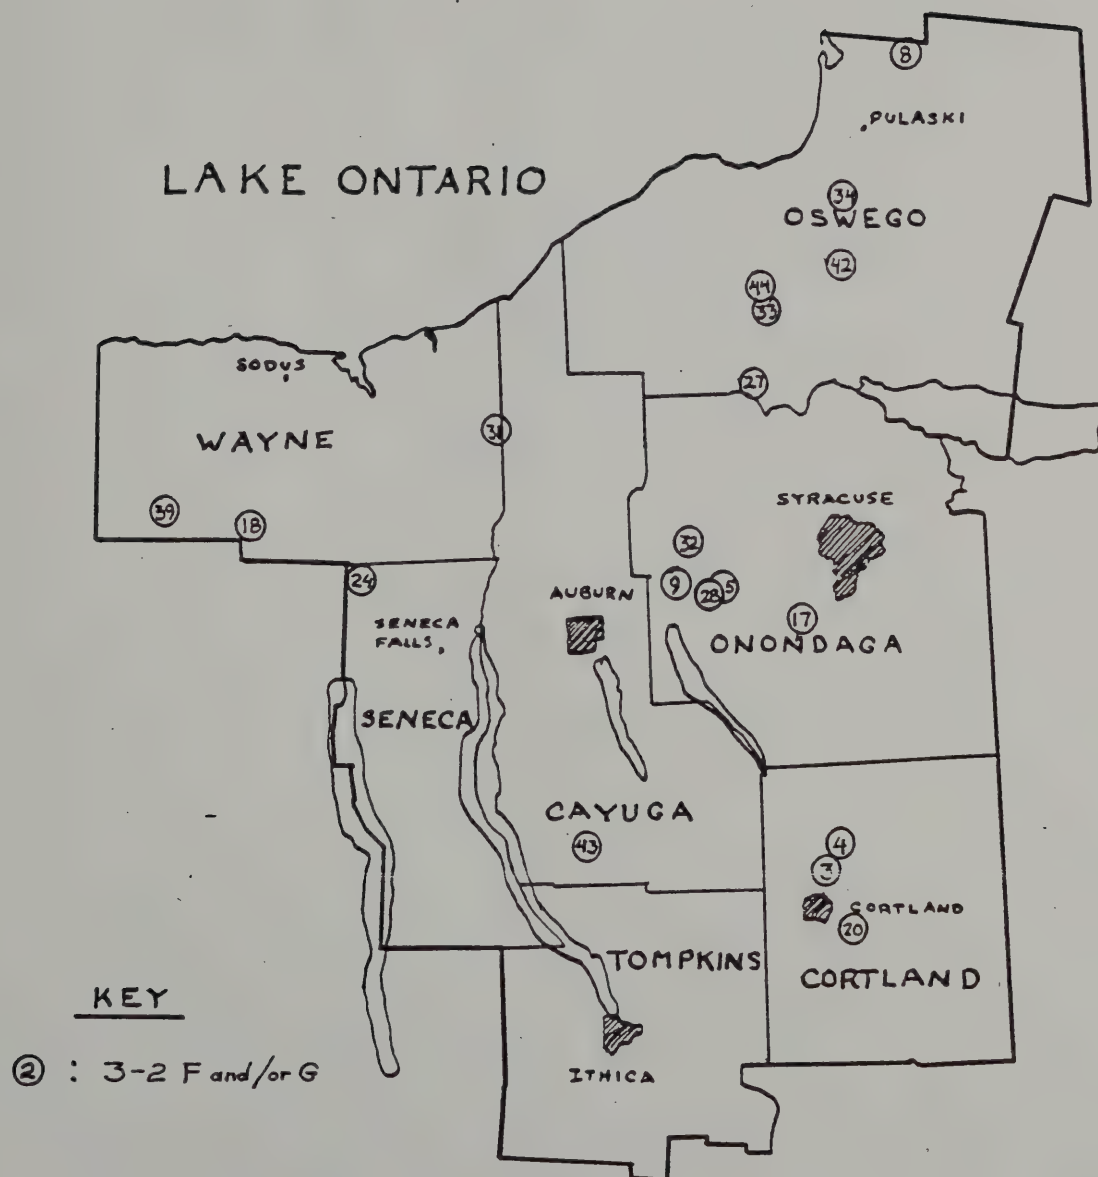 8
.PULASKI
LAKE ONTARIO
34
OSWEGO
42
44
33
SODUS
27
WAYNE
31
SYRACUSE
39
18
32
24
9
28
5
AUBURN
SENECA
FALLS.
17
ONONDAGA
SENECA
CAYUGA
43
4
3
CORTLAND
20
TOMPKINS
CORTLAND
KEY
② : 3-2 F and/or G
ITHICA